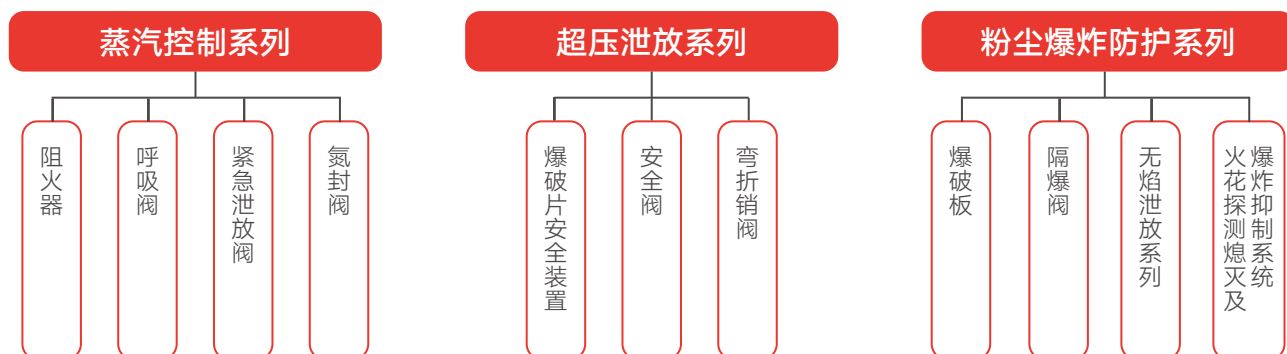 蒸汽控制系列
阻火器
呼吸阀
紧急泄放阀
氮封阀
超压泄放系列
爆破片安全装置
安全阀
弯折销阀
粉尘爆炸防护系列
爆破板
隔爆阀
无焰泄放系列
火花探测熄灭及
爆炸抑制系统